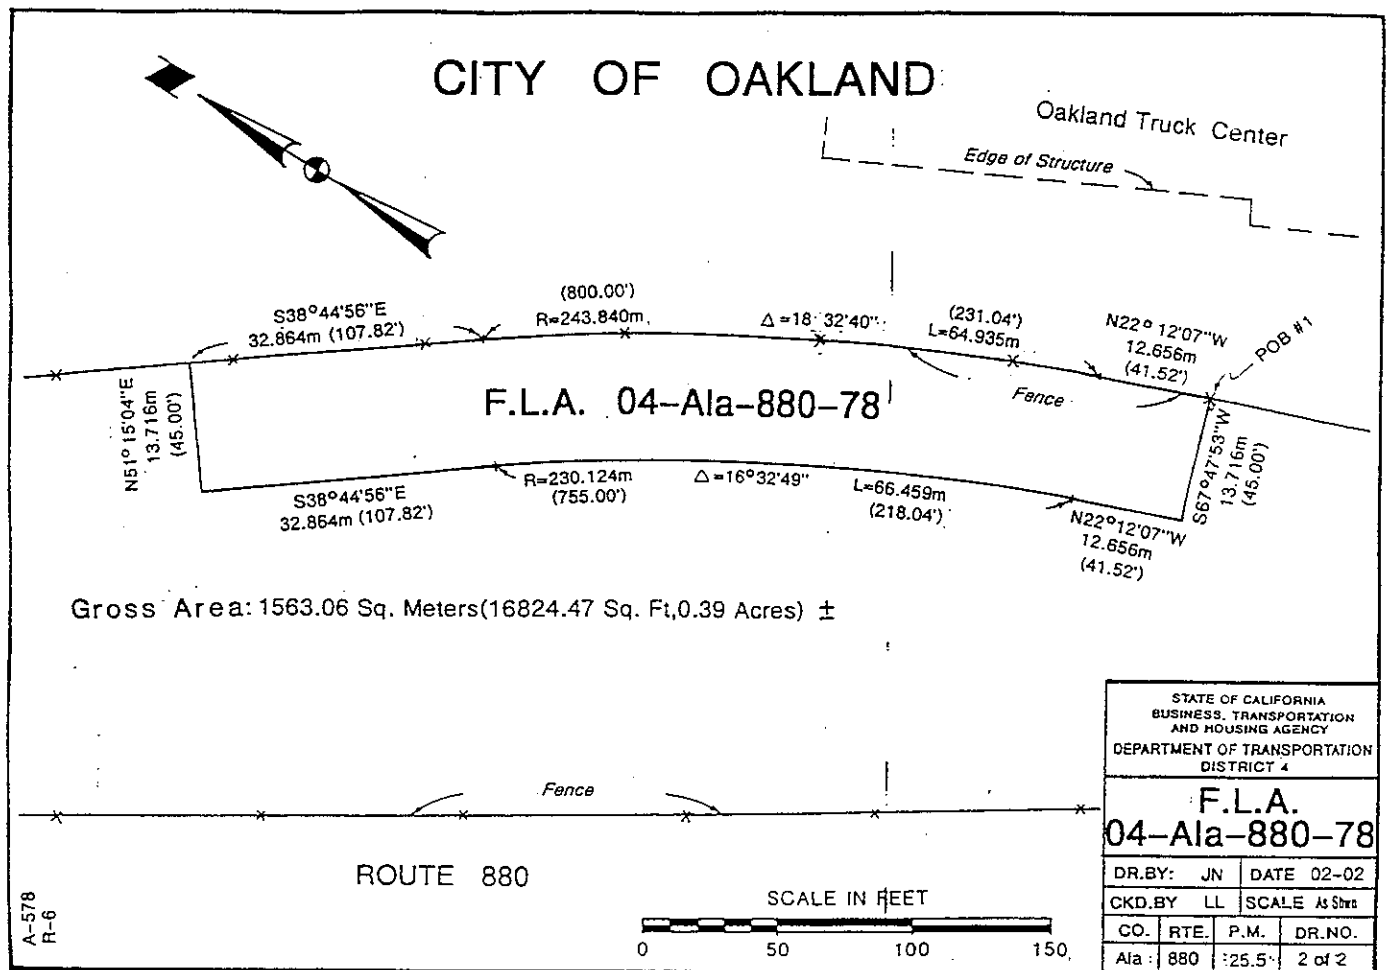 CITY OF OAKLAND
Oakland Truck Center
Edge of Structure
S38°44'56"E
32.864m (107.82')
(800.00')
R=243.840m
Δ=18°32'40"
(231.04')
L=64.935m
N22°12'07"W
12.656m
(41.52')
POB #1
N51°15'04"E
13.716m
(45.00')
F.L.A. 04-Ala-880-78
Fence
S67°47'53"W
13.716m
(45.00')
S38°44'56"E
32.864m (107.82')
R=230.124m
(755.00')
Δ=16°32'49"
L=66.459m
(218.04')
N22°12'07"W
12.656m
(41.52')
Gross Area: 1563.06 Sq. Meters(16824.47 Sq. Ft,0.39 Acres) ±
Fence
ROUTE 880
A-578
R-6
SCALE IN FEET
0 50 100 150
STATE OF CALIFORNIA
BUSINESS, TRANSPORTATION
AND HOUSING AGENCY
DEPARTMENT OF TRANSPORTATION
DISTRICT 4
F.L.A.
04-Ala-880-78
DR.BY: JN DATE 02-02
CKD.BY LL SCALE As Shwn
CO. RTE. P.M. DR.NO.
Ala 880 25.5 2 of 2